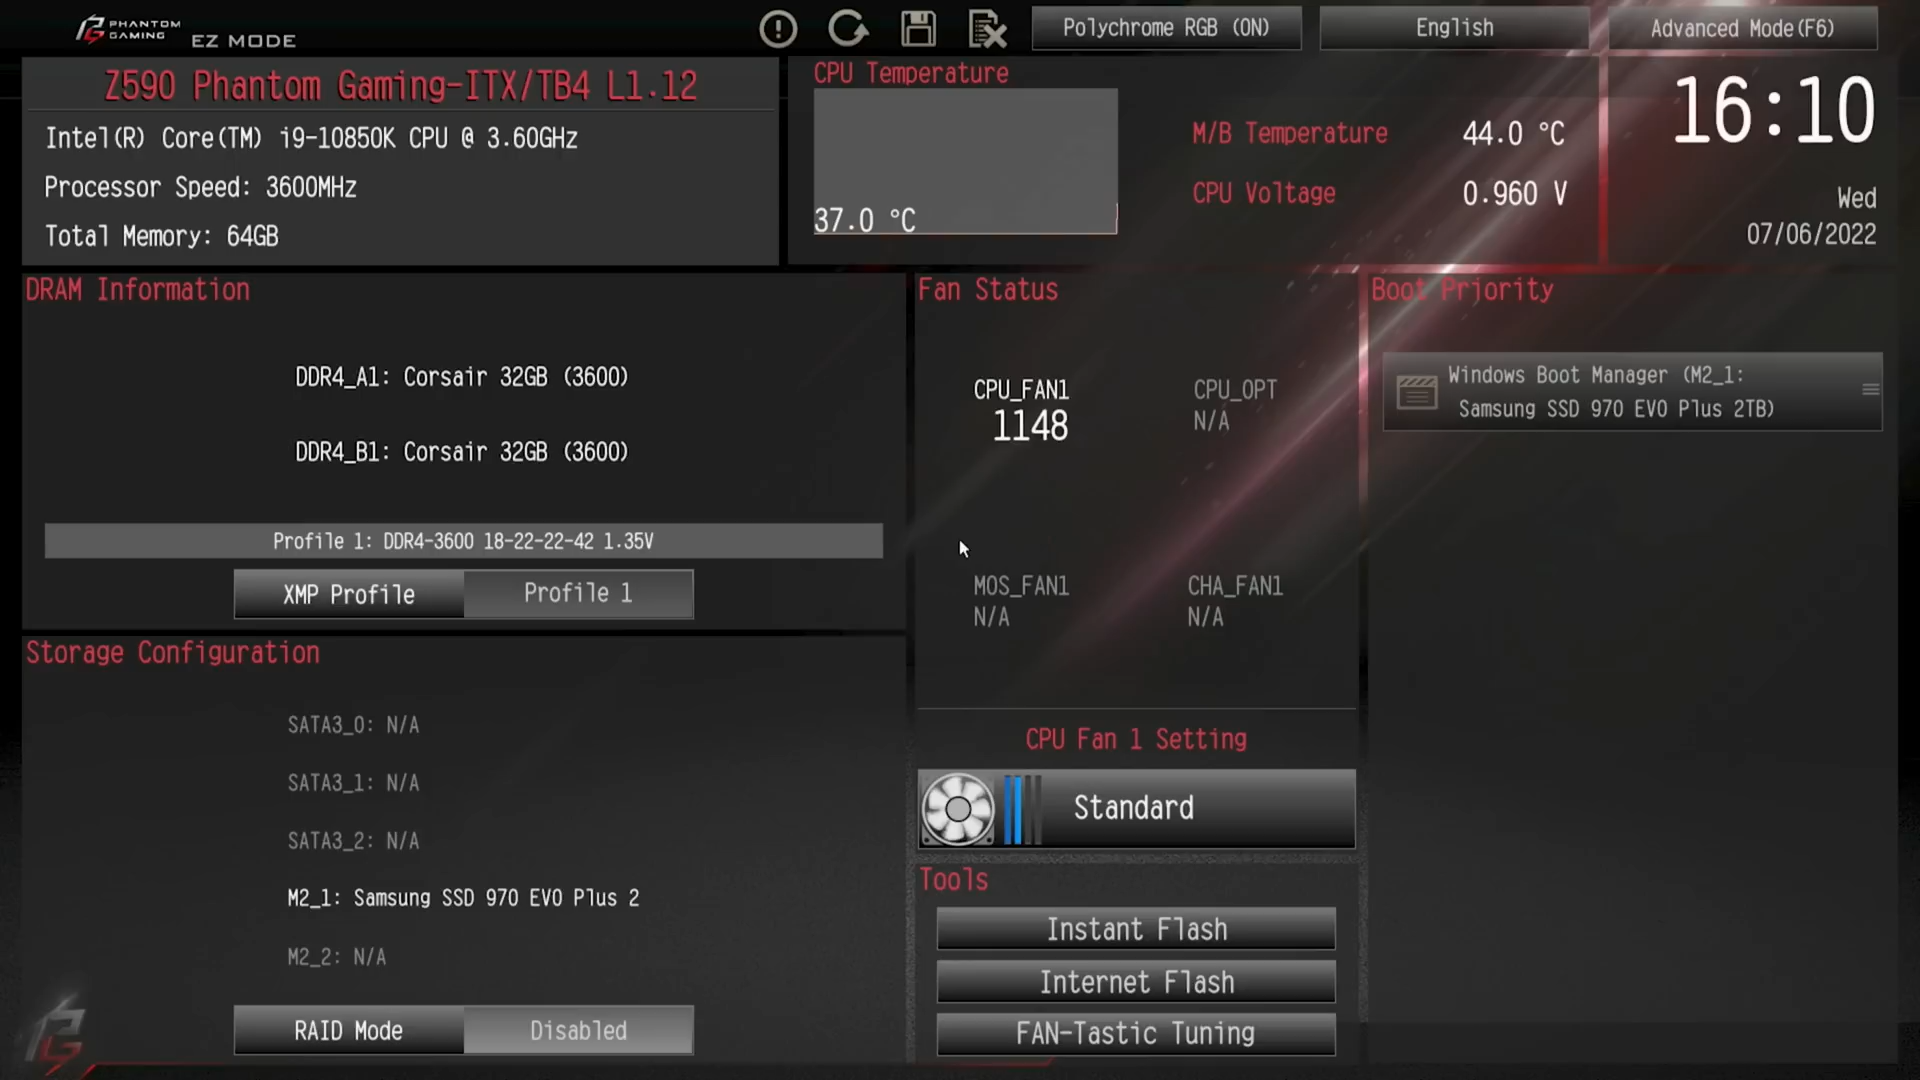 PHANTOM GAMING
EZ MODE
Polychrome RGB (ON)
English
Advanced Mode(F6)
Z590 Phantom Gaming-ITX/TB4 L1.12
Intel(R) Core(TM) i9-10850K CPU @ 3.60GHz
Processor Speed: 3600MHz
Total Memory: 64GB
CPU Temperature
37.0 °C
M/B Temperature 44.0 °C
CPU Voltage 0.960 V
16:10
Wed
07/06/2022
DRAM Information
DDR4_A1: Corsair 32GB (3600)
DDR4_B1: Corsair 32GB (3600)
Profile 1: DDR4-3600 18-22-22-42 1.35V
XMP Profile Profile 1
Storage Configuration
SATA3_0: N/A
SATA3_1: N/A
SATA3_2: N/A
M2_1: Samsung SSD 970 EVO Plus 2
M2_2: N/A
RAID Mode Disabled
Fan Status
CPU_FAN1 CPU_OPT
1148 N/A
MOS_FAN1 CHA_FAN1
N/A N/A
CPU Fan 1 Setting
Standard
Tools
Instant Flash
Internet Flash
FAN-Tastic Tuning
Boot Priority
Windows Boot Manager (M2_1:
Samsung SSD 970 EVO Plus 2TB)